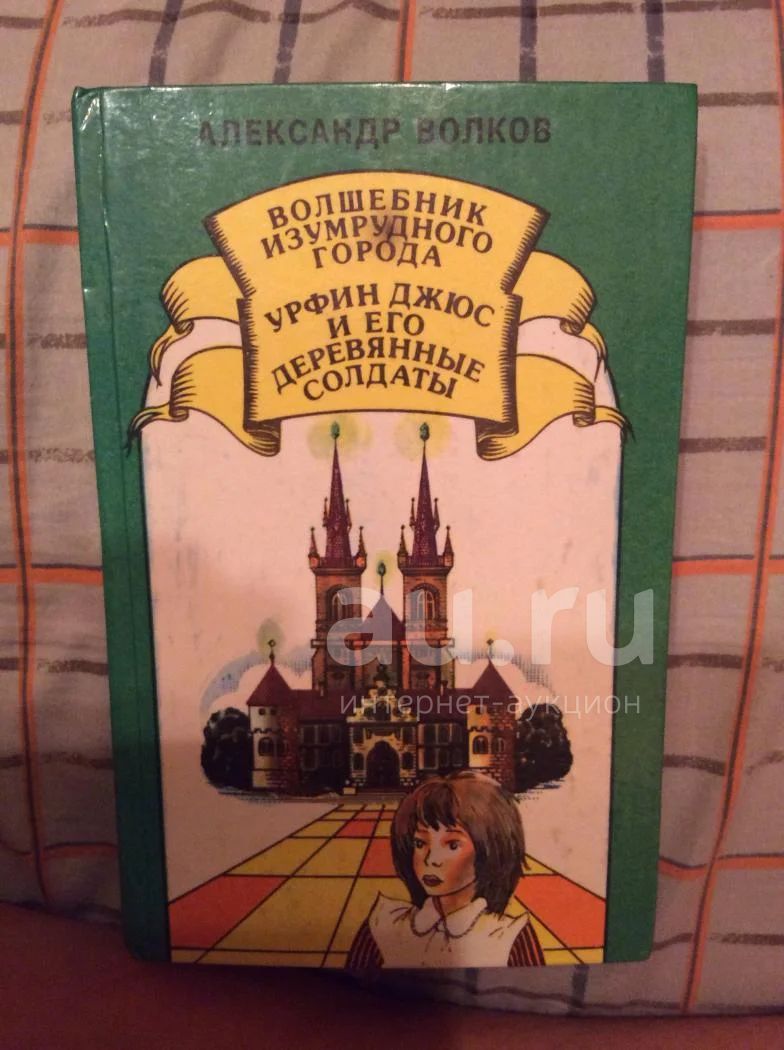 АЛЕКСАНДР ВОЛКОВ
ВОЛШЕБНИК
ИЗУМРУДНОГО
ГОРОДА
УРФИН ДЖЮС
И ЕГО
ДЕРЕВЯННЫЕ
СОЛДАТЫ
au.ru
интернет-аукцион